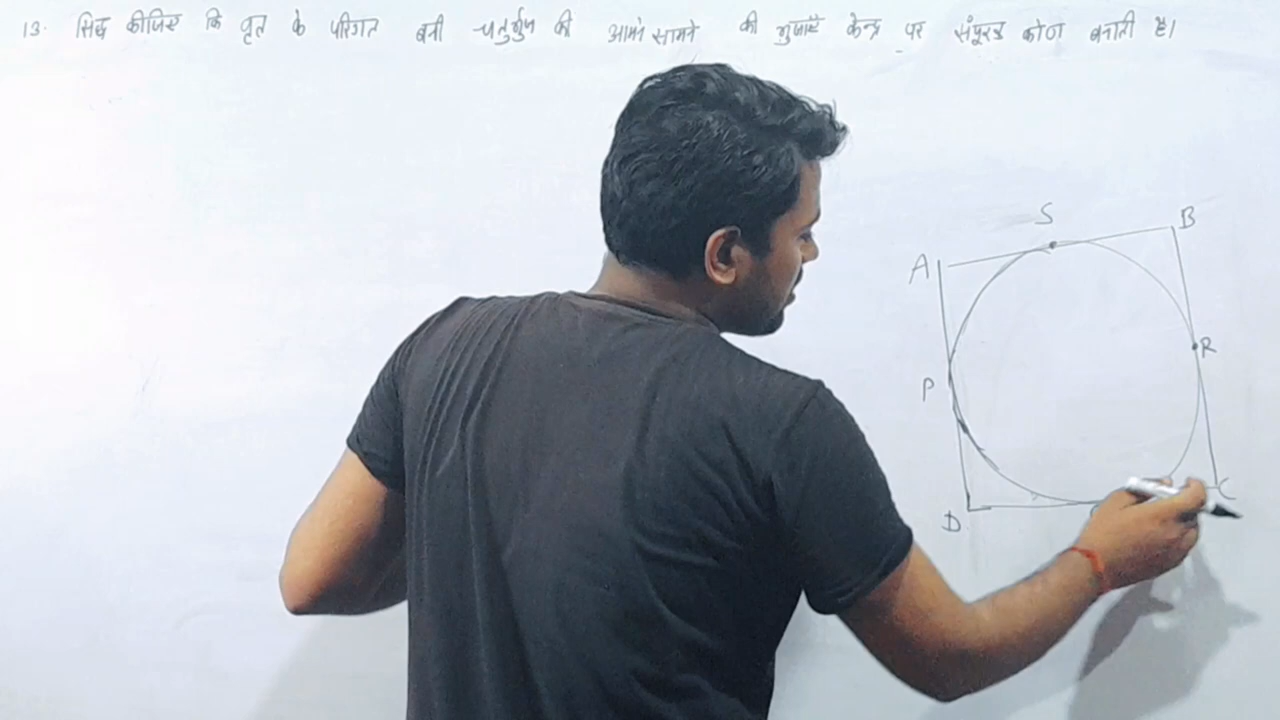 13. सिद्ध कीजिए कि वृत के परिगत बनी चतुर्भुज की आमने सामने की भुजाएँ केन्द्र पर संपूरक कोण बनाती है।
S
B
A
R
P
C
D